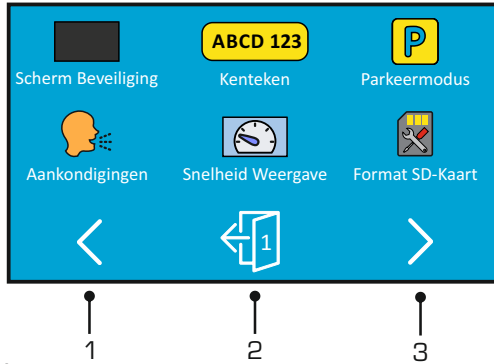 ABCD 123
P
Scherm Beveiliging
Kenteken
Parkeermodus
Aankondigingen
Snelheid Weergave
Format SD-Kaart
1
1
2
3